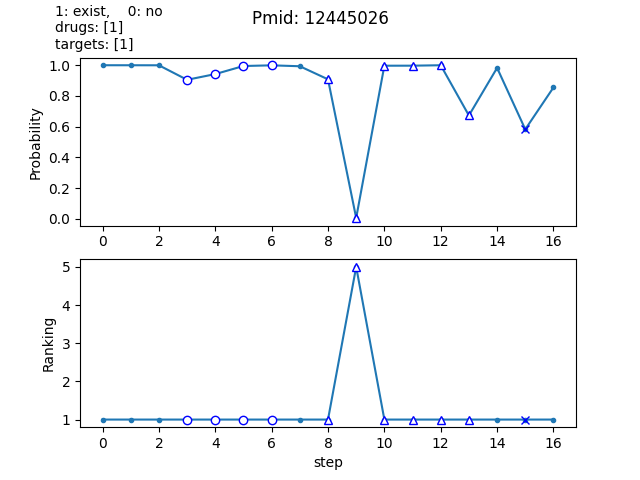 1: exist,    0: no
drugs: [1]
targets: [1]
Pmid: 12445026
Probability
1.0
0.8
0.6
0.4
0.2
0.0
0 2 4 6 8 10 12 14 16
Ranking
5
4
3
2
1
0 2 4 6 8 10 12 14 16
step